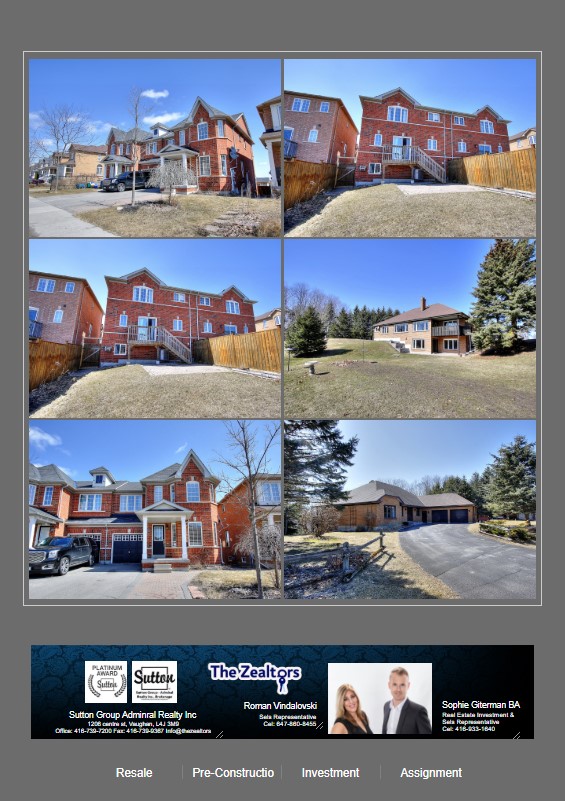 PLATINUM
AWARD
Sutton
Sutton
Sutton Group - Admiral
Realty Inc. Brokerage
Sutton Group Adminral Realty Inc
1206 centre st, Vaughan, L4J 3M9
Office: 416-739-7200 Fax: 416-739-9367 Info@thezealtors
The Zealtors
Roman Vindalovski
Sals Representative
Cel: 647-860-8455
Sophie Giterman BA
Real Estate Investment &
Sals Representative
Cel: 416-933-1640
Resale
Pre-Constructio
Investment
Assignment